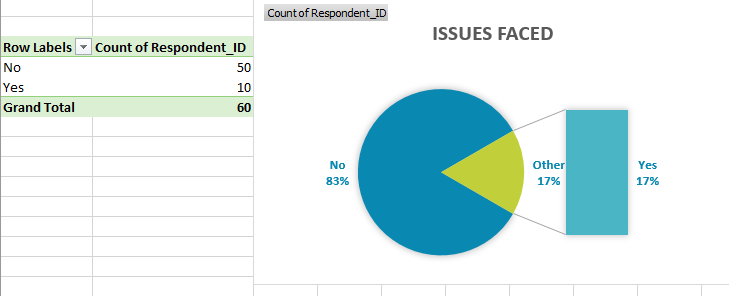 Row Labels Count of Respondent_ID
No 50
Yes 10
Grand Total 60
Count of Respondent_ID
ISSUES FACED
No
83%
Other
17%
Yes
17%